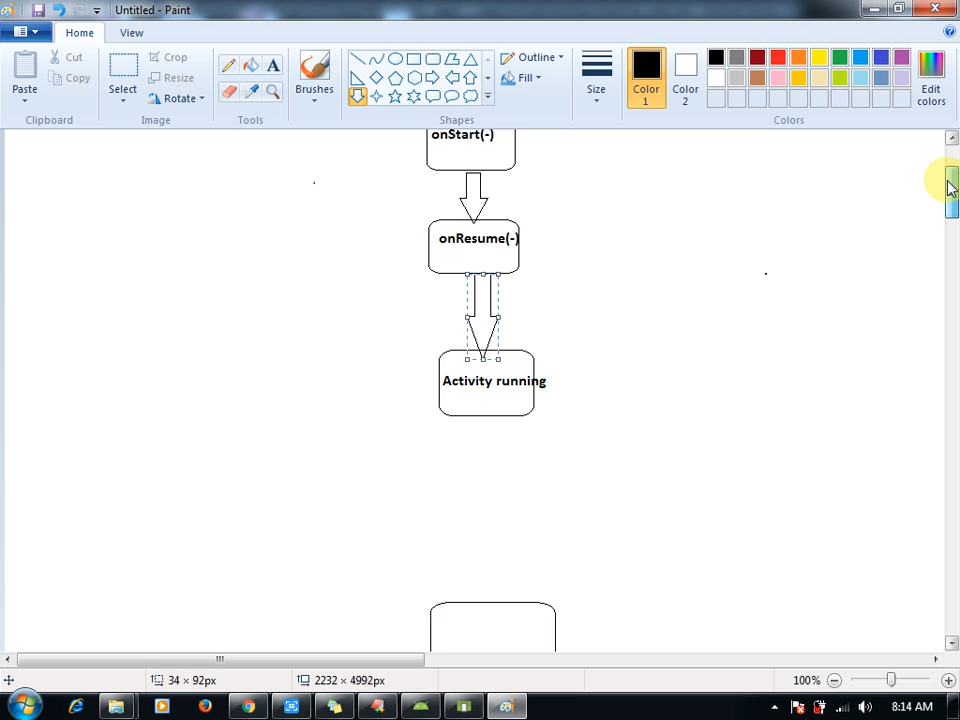 Untitled - Paint
Home
View
Paste
Cut
Copy
Clipboard
Select
Crop
Resize
Rotate
Image
A
Tools
Brushes
Outline
Fill
Shapes
Size
Color 1
Color 2
Edit colors
Colors
onStart(-)
onResume(-)
Activity running
34 × 92px
2232 × 4992px
100%
8:14 AM